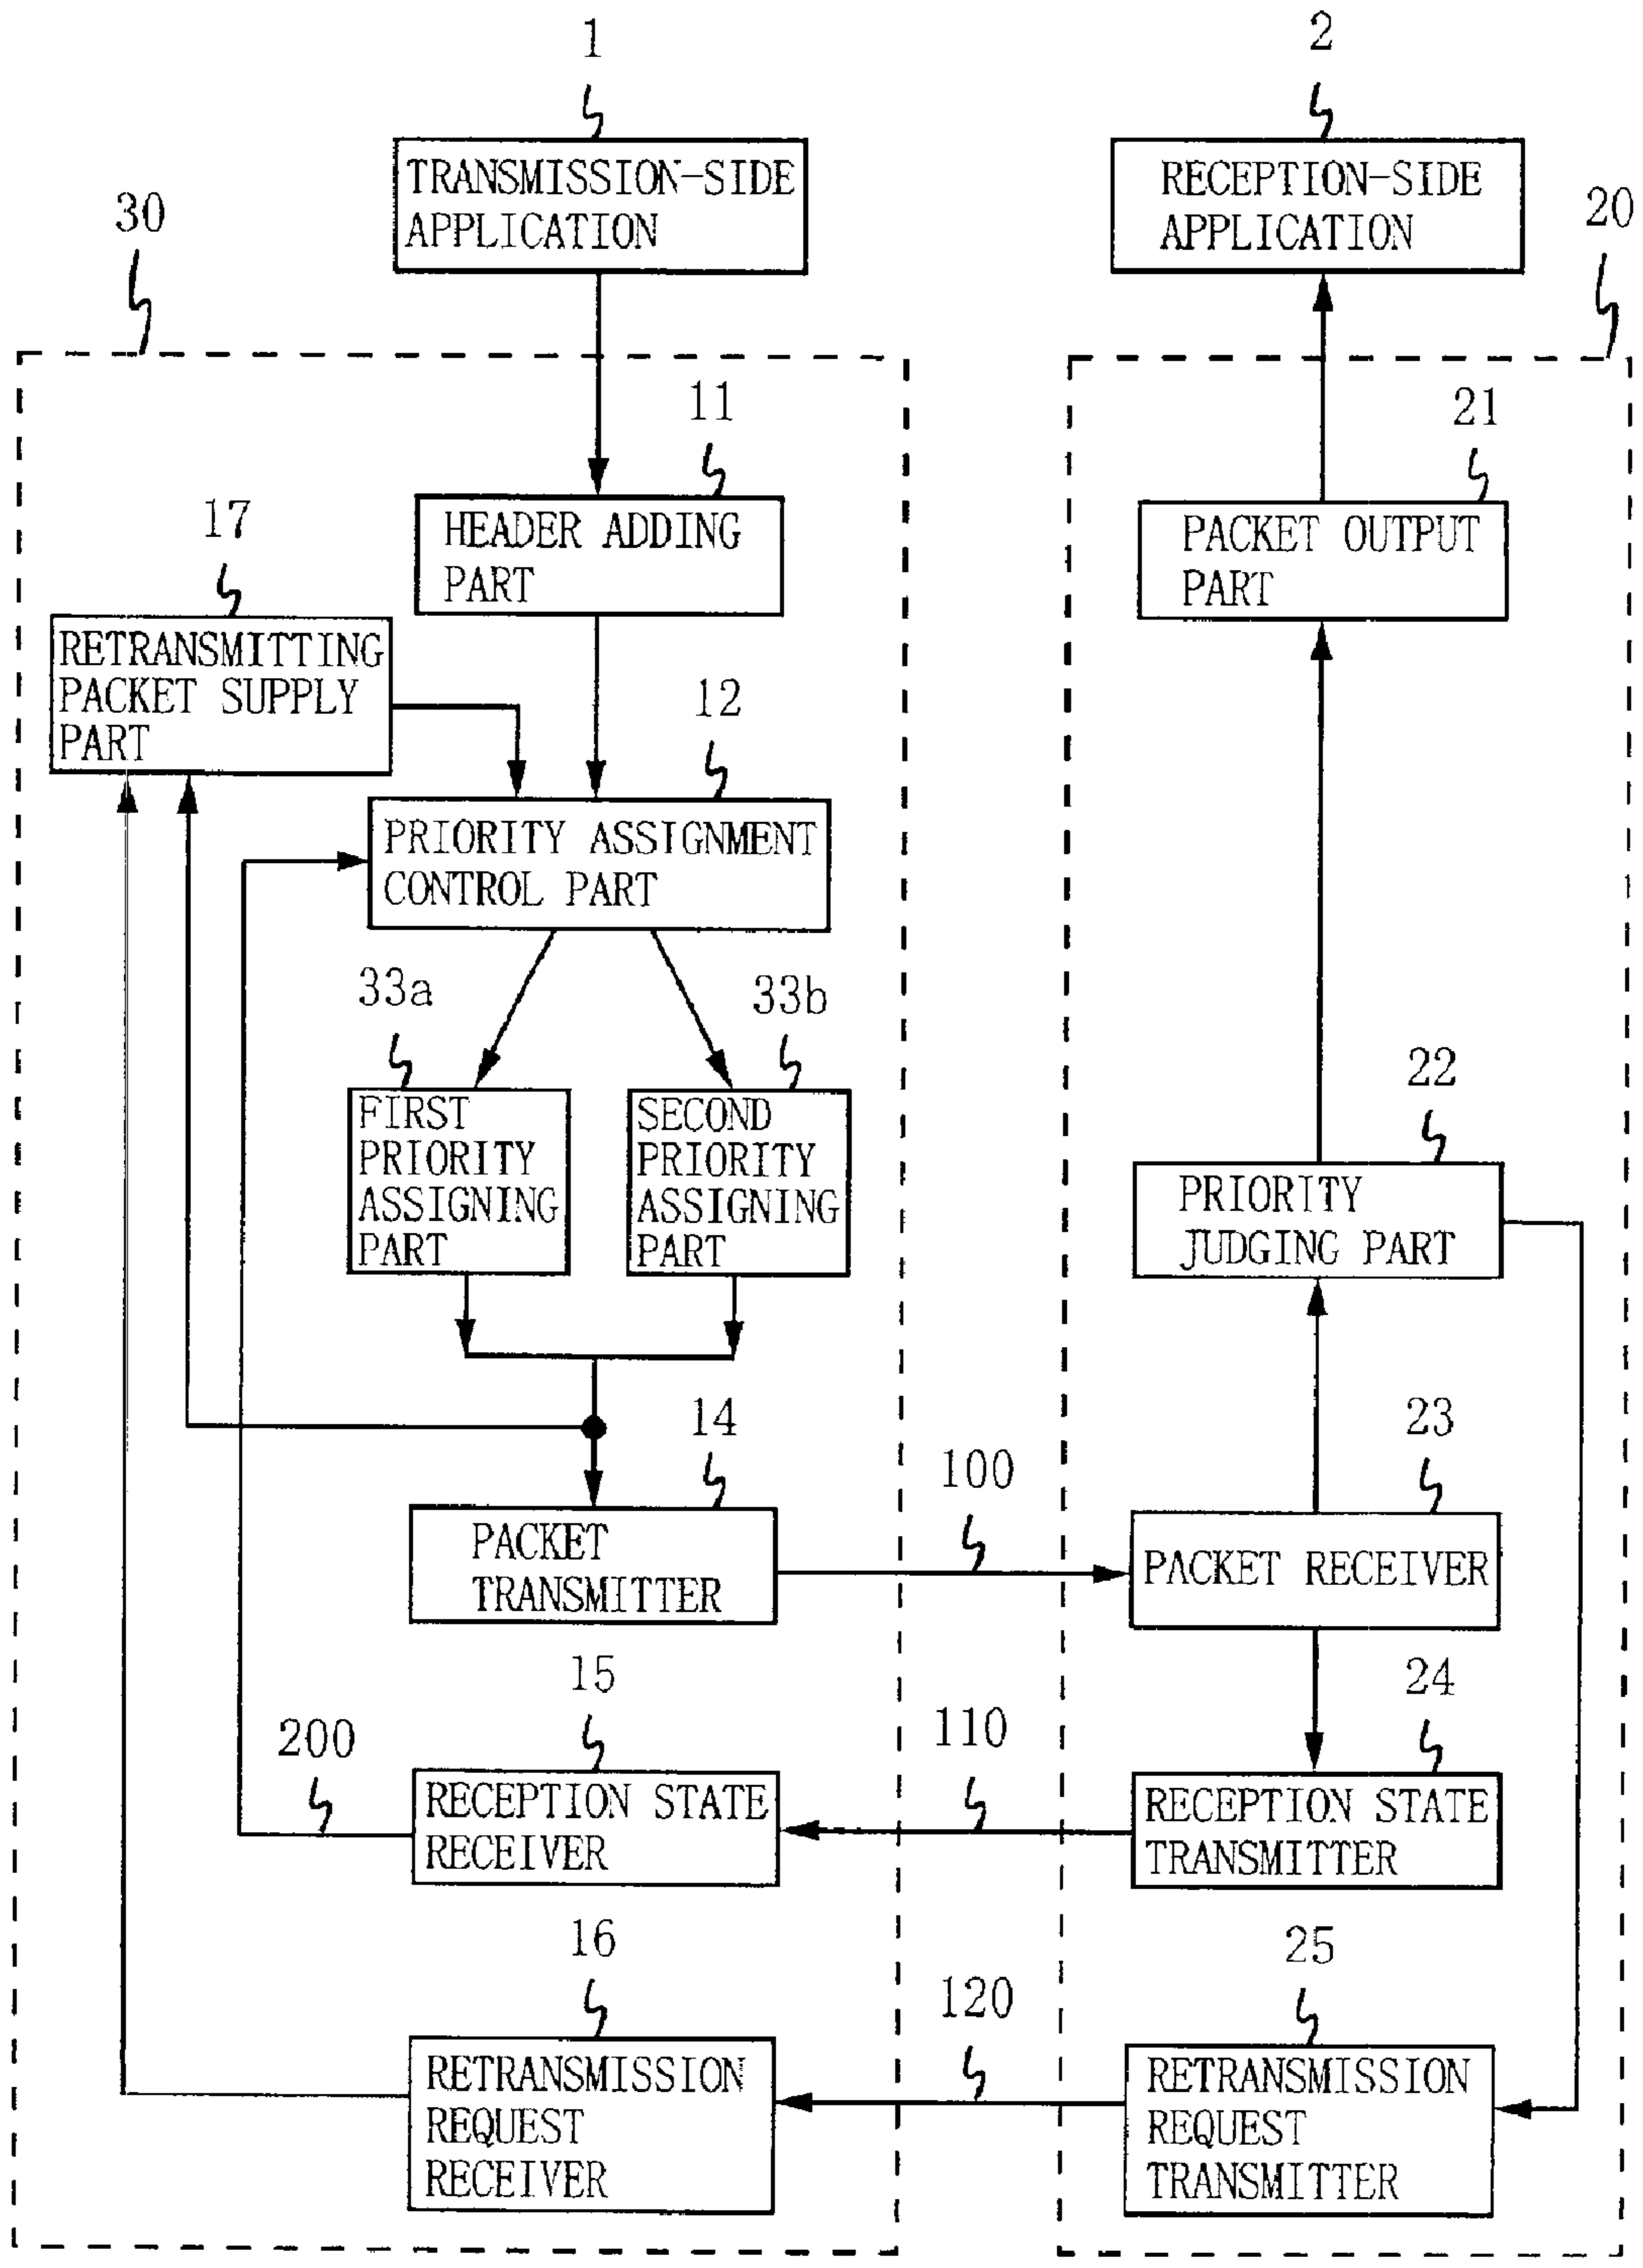 1
2
TRANSMISSION-SIDE
APPLICATION
RECEPTION-SIDE
APPLICATION
30
20
11
21
HEADER ADDING
PART
PACKET OUTPUT
PART
17
RETRANSMITTING
PACKET SUPPLY
PART
12
PRIORITY ASSIGNMENT
CONTROL PART
33a
33b
FIRST
PRIORITY
ASSIGNING
PART
SECOND
PRIORITY
ASSIGNING
PART
22
PRIORITY
JUDGING PART
14
100
23
PACKET
TRANSMITTER
PACKET RECEIVER
15
110
24
200
RECEPTION STATE
RECEIVER
RECEPTION STATE
TRANSMITTER
16
120
25
RETRANSMISSION
REQUEST
RECEIVER
RETRANSMISSION
REQUEST
TRANSMITTER